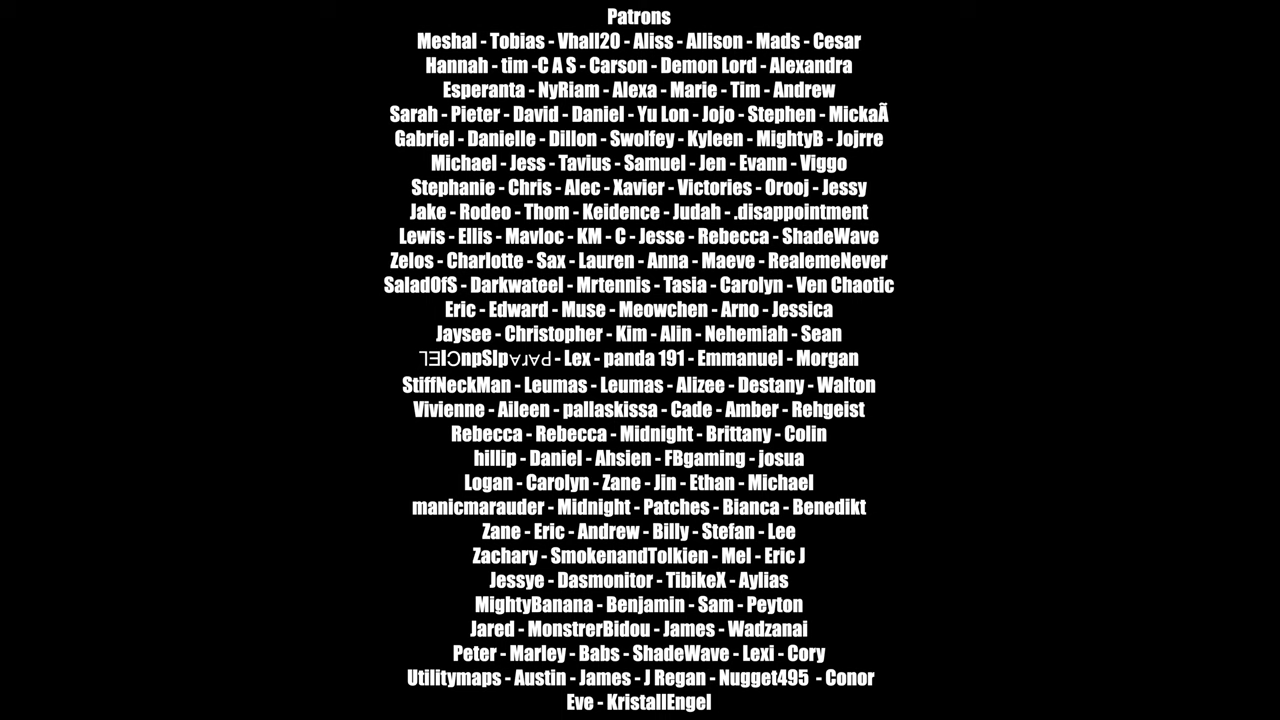 Patrons
Meshal - Tobias - Vhall20 - Aliss - Allison - Mads - Cesar
Hannah - tim -C A S - Carson - Demon Lord - Alexandra
Esperanta - NyRiam - Alexa - Marie - Tim - Andrew
Sarah - Pieter - David - Daniel - Yu Lon - Jojo - Stephen - MickaÃ
Gabriel - Danielle - Dillon - Swolfey - Kyleen - MightyB - Jojrre
Michael - Jess - Tavius - Samuel - Jen - Evann - Viggo
Stephanie - Chris - Alec - Xavier - Victories - Orooj - Jessy
Jake - Rodeo - Thom - Keidence - Judah - .disappointment
Lewis - Ellis - Mavloc - KM - C - Jesse - Rebecca - ShadeWave
Zelos - Charlotte - Sax - Lauren - Anna - Maeve - RealemeNever
SaladOfS - Darkwateel - Mrtennis - Tasia - Carolyn - Ven Chaotic
Eric - Edward - Muse - Meowchen - Arno - Jessica
Jaysee - Christopher - Kim - Alin - Nehemiah - Sean
⅂ƎIƆnpSIp∀ɹ∀Ԁ - Lex - panda 191 - Emmanuel - Morgan
StiffNeckMan - Leumas - Leumas - Alizee - Destany - Walton
Vivienne - Aileen - pallaskissa - Cade - Amber - Rehgeist
Rebecca - Rebecca - Midnight - Brittany - Colin
hillip - Daniel - Ahsien - FBgaming - josua
Logan - Carolyn - Zane - Jin - Ethan - Michael
manicmarauder - Midnight - Patches - Bianca - Benedikt
Zane - Eric - Andrew - Billy - Stefan - Lee
Zachary - SmokenandTolkien - Mel - Eric J
Jessye - Dasmonitor - TibikeX - Aylias
MightyBanana - Benjamin - Sam - Peyton
Jared - MonstrerBidou - James - Wadzanai
Peter - Marley - Babs - ShadeWave - Lexi - Cory
Utilitymaps - Austin - James - J Regan - Nugget495  - Conor
Eve - KristallEngel